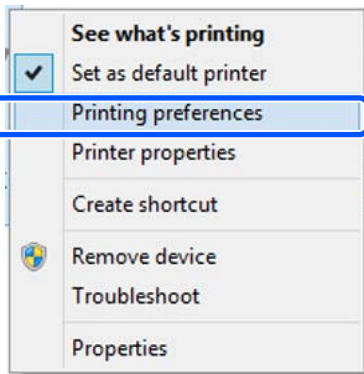 See what's printing
Set as default printer
Printing preferences
Printer properties
Create shortcut
Remove device
Troubleshoot
Properties